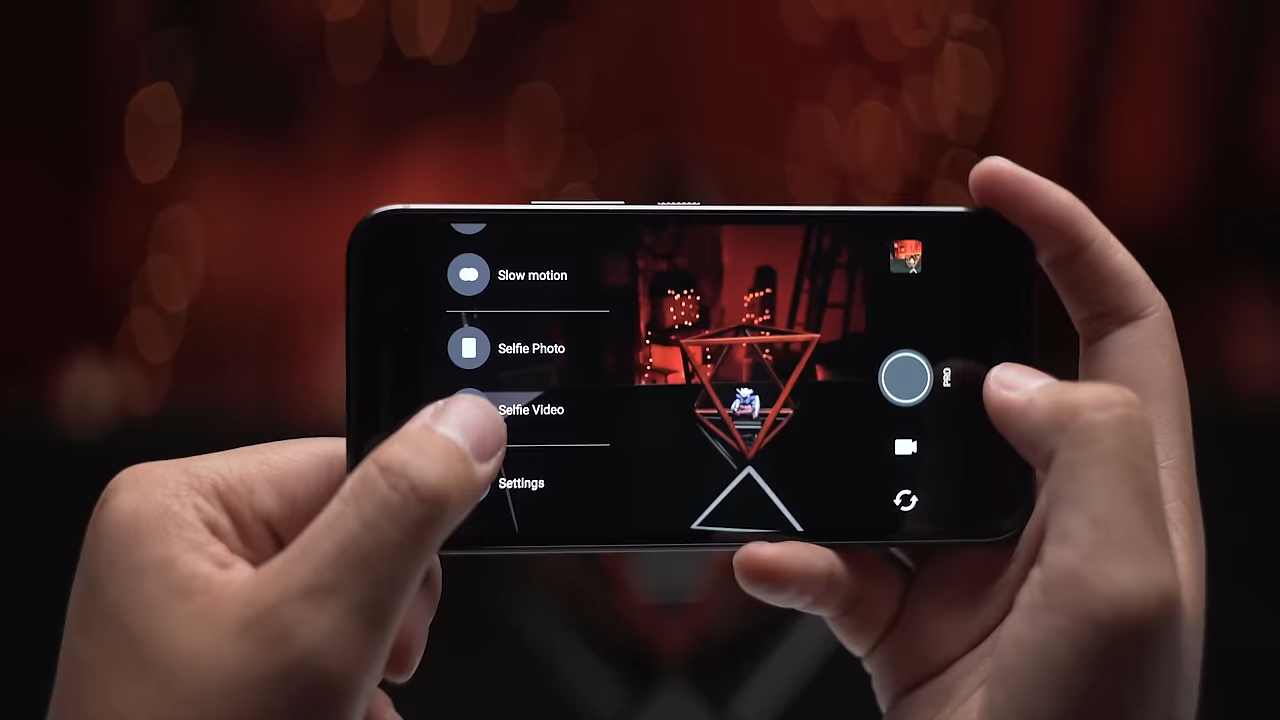 Slow motion
Selfie Photo
Selfie Video
Settings
PRO